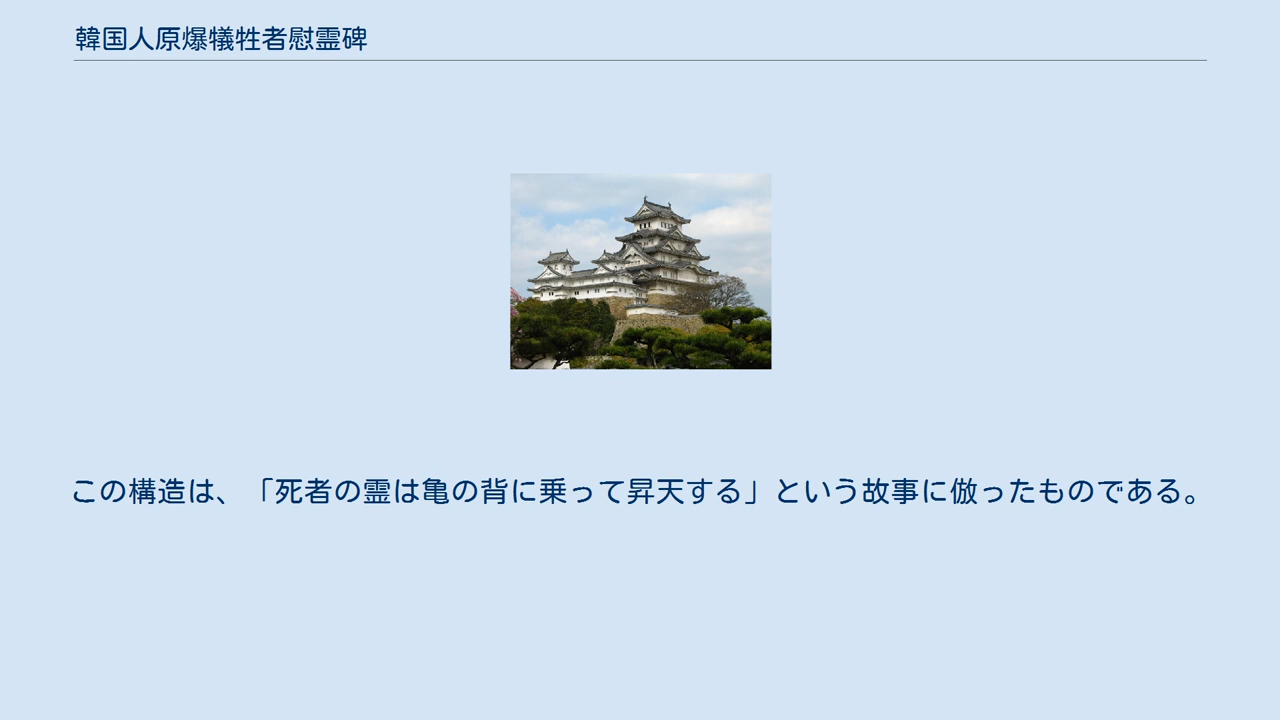 韓国人原爆犠牲者慰霊碑
この構造は、「死者の霊は亀の背に乗って昇天する」という故事に倣ったものである。